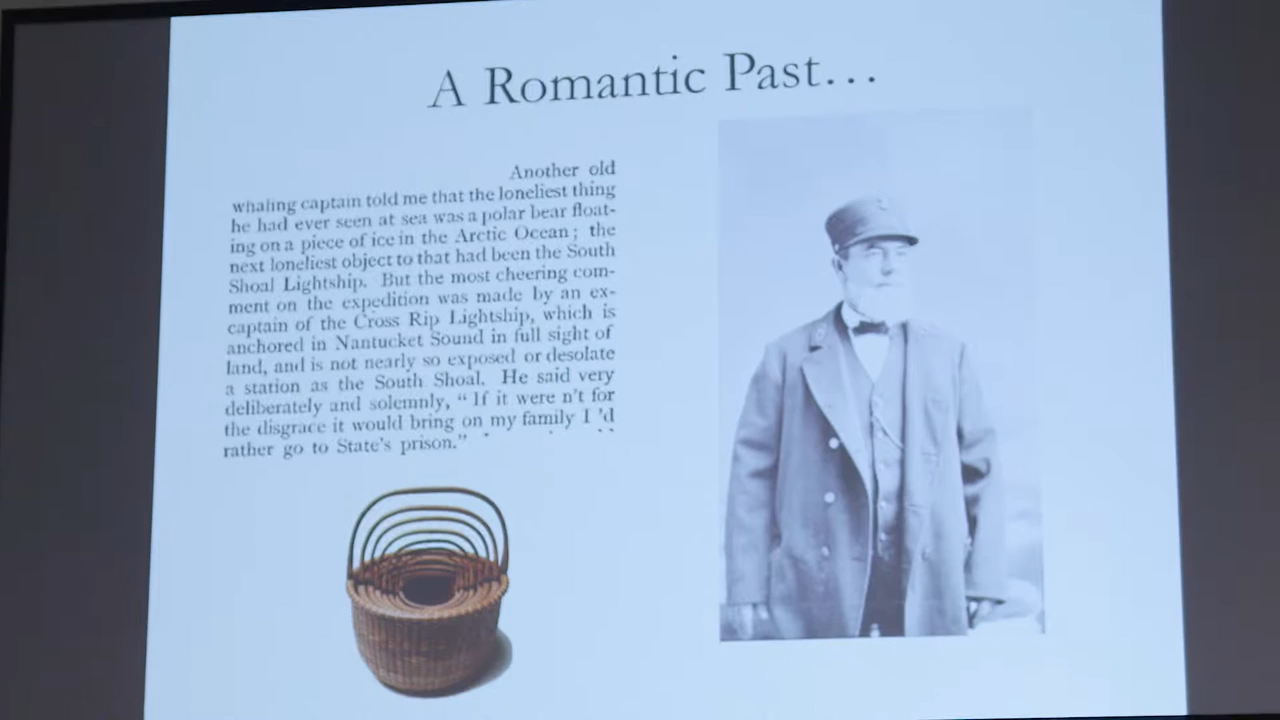 A Romantic Past...
Another old
whaling captain told me that the loneliest thing
he had ever seen at sea was a polar bear float-
ing on a piece of ice in the Arctic Ocean; the
next loneliest object to that had been the South
Shoal Lightship. But the most cheering com-
ment on the expedition was made by an ex-
captain of the Cross Rip Lightship, which is
anchored in Nantucket Sound in full sight of
land, and is not nearly so exposed or desolate
a station as the South Shoal. He said very
deliberately and solemnly, “If it were n't for
the disgrace it would bring on my family I 'd
rather go to State's prison.”